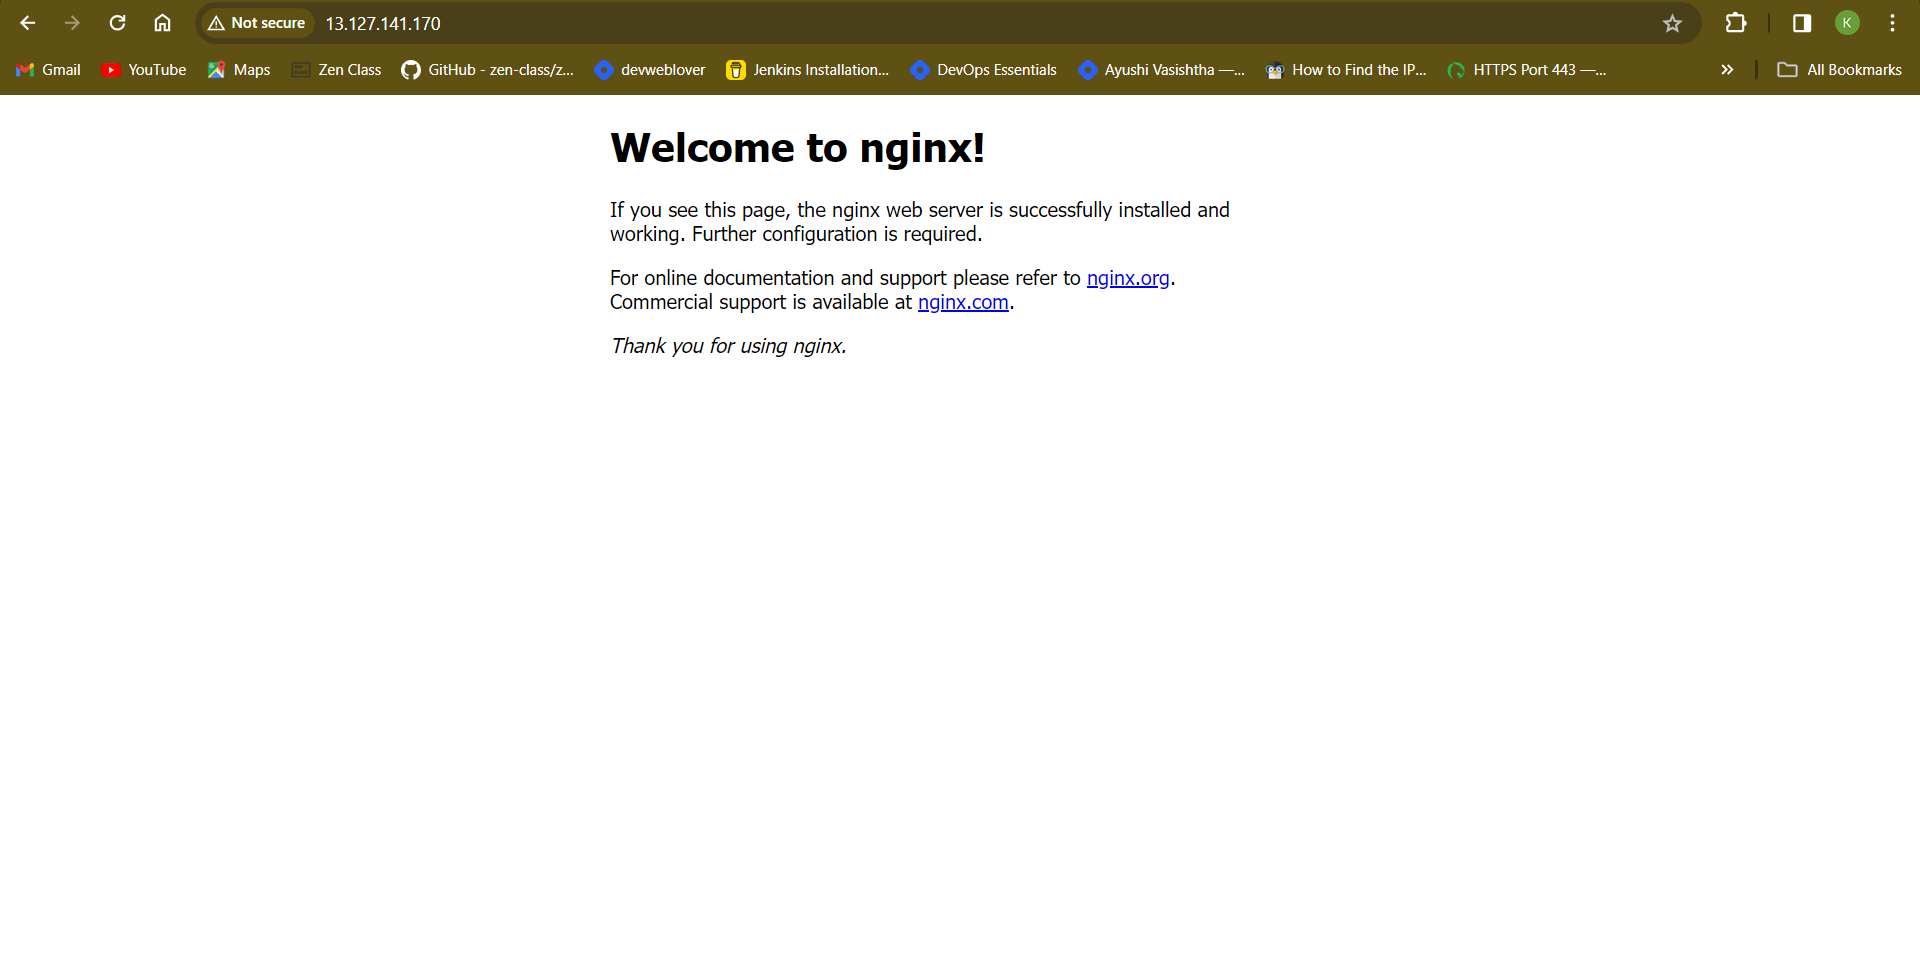 Not secure 13.127.141.170 K
Gmail YouTube Maps Zen Class GitHub - zen-class/z... devweblover Jenkins Installation... DevOps Essentials Ayushi Vasishtha —... How to Find the IP... HTTPS Port 443 —... » All Bookmarks
Welcome to nginx!
If you see this page, the nginx web server is successfully installed and
working. Further configuration is required.
For online documentation and support please refer to nginx.org.
Commercial support is available at nginx.com.
Thank you for using nginx.